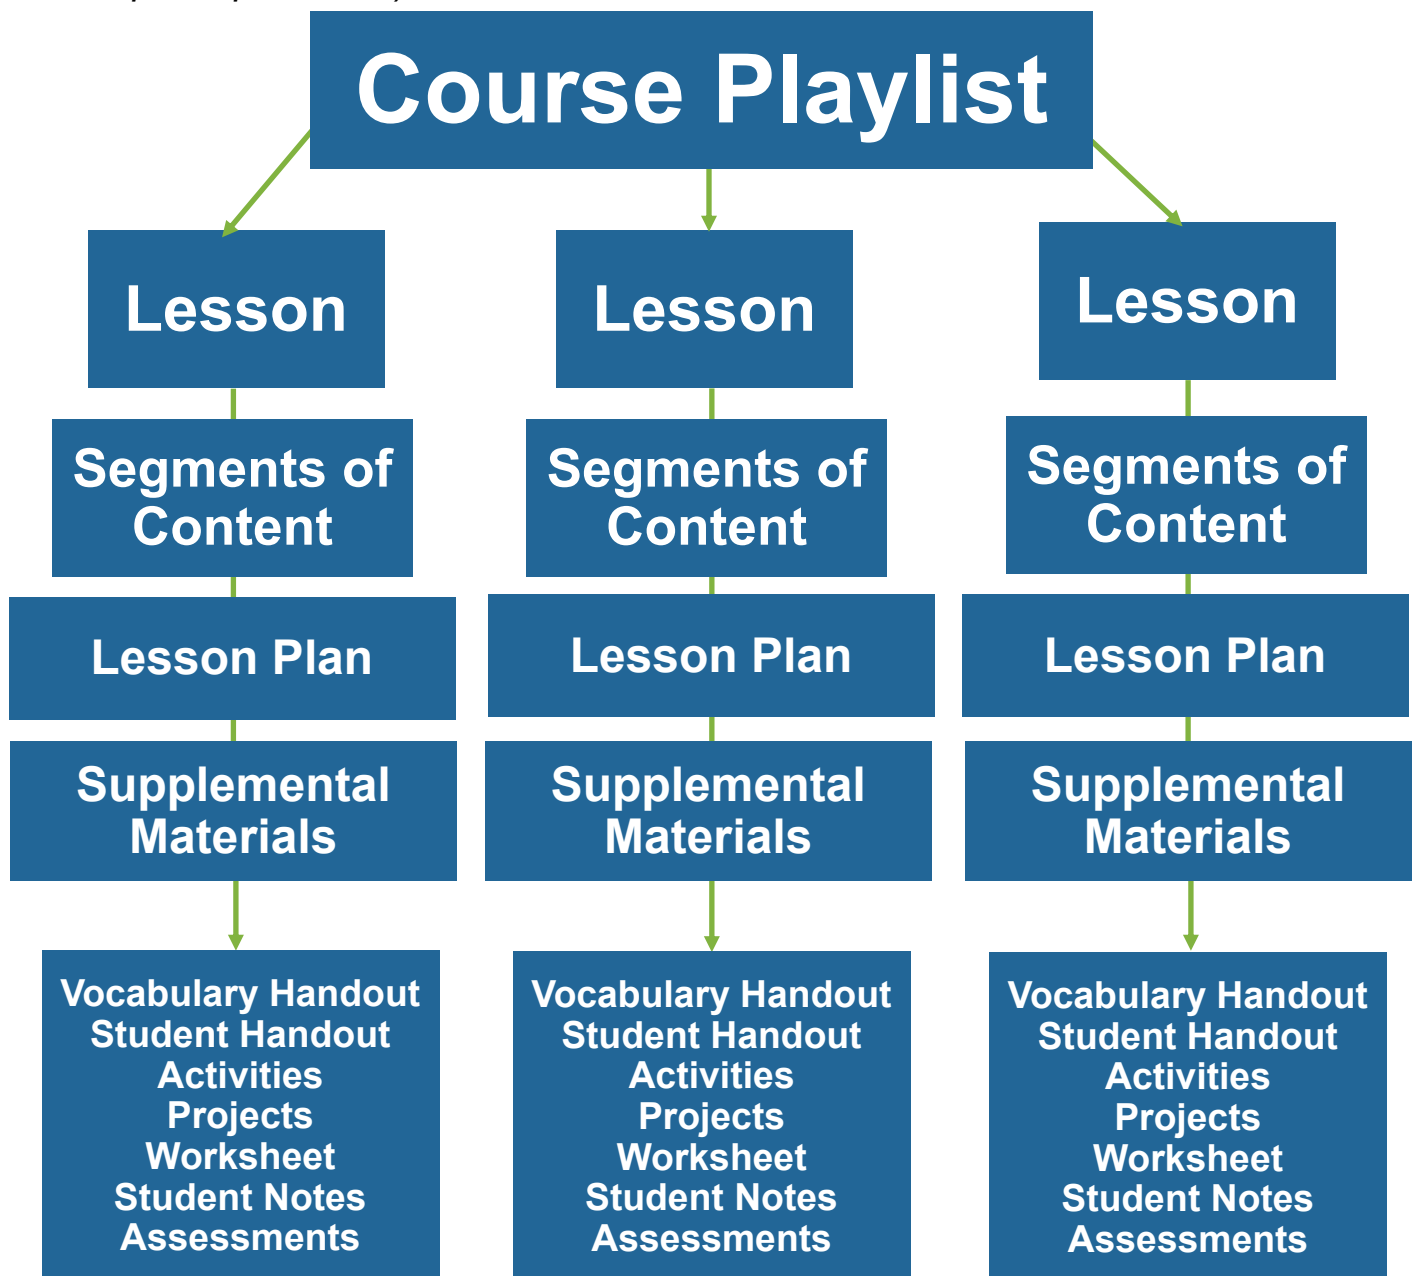 Course Playlist
Lesson
Segments of
Content
Lesson Plan
Supplemental
Materials
Vocabulary Handout
Student Handout
Activities
Projects
Worksheet
Student Notes
Assessments
Lesson
Segments of
Content
Lesson Plan
Supplemental
Materials
Vocabulary Handout
Student Handout
Activities
Projects
Worksheet
Student Notes
Assessments
Lesson
Segments of
Content
Lesson Plan
Supplemental
Materials
Vocabulary Handout
Student Handout
Activities
Projects
Worksheet
Student Notes
Assessments